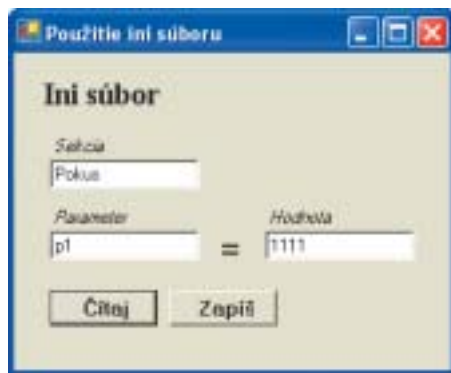 Použitie ini súboru
Ini súbor
Sekcia
Pokus
Parameter Hodnota
p1 = 1111
Čítaj Zapíš